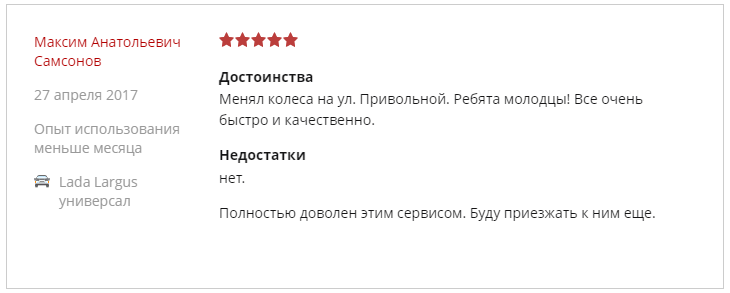 Максим Анатольевич
Самсонов
27 апреля 2017
Опыт использования
меньше месяца
Lada Largus
универсал
Достоинства
Менял колеса на ул. Привольной. Ребята молодцы! Все очень
быстро и качественно.
Недостатки
нет.
Полностью доволен этим сервисом. Буду приезжать к ним еще.